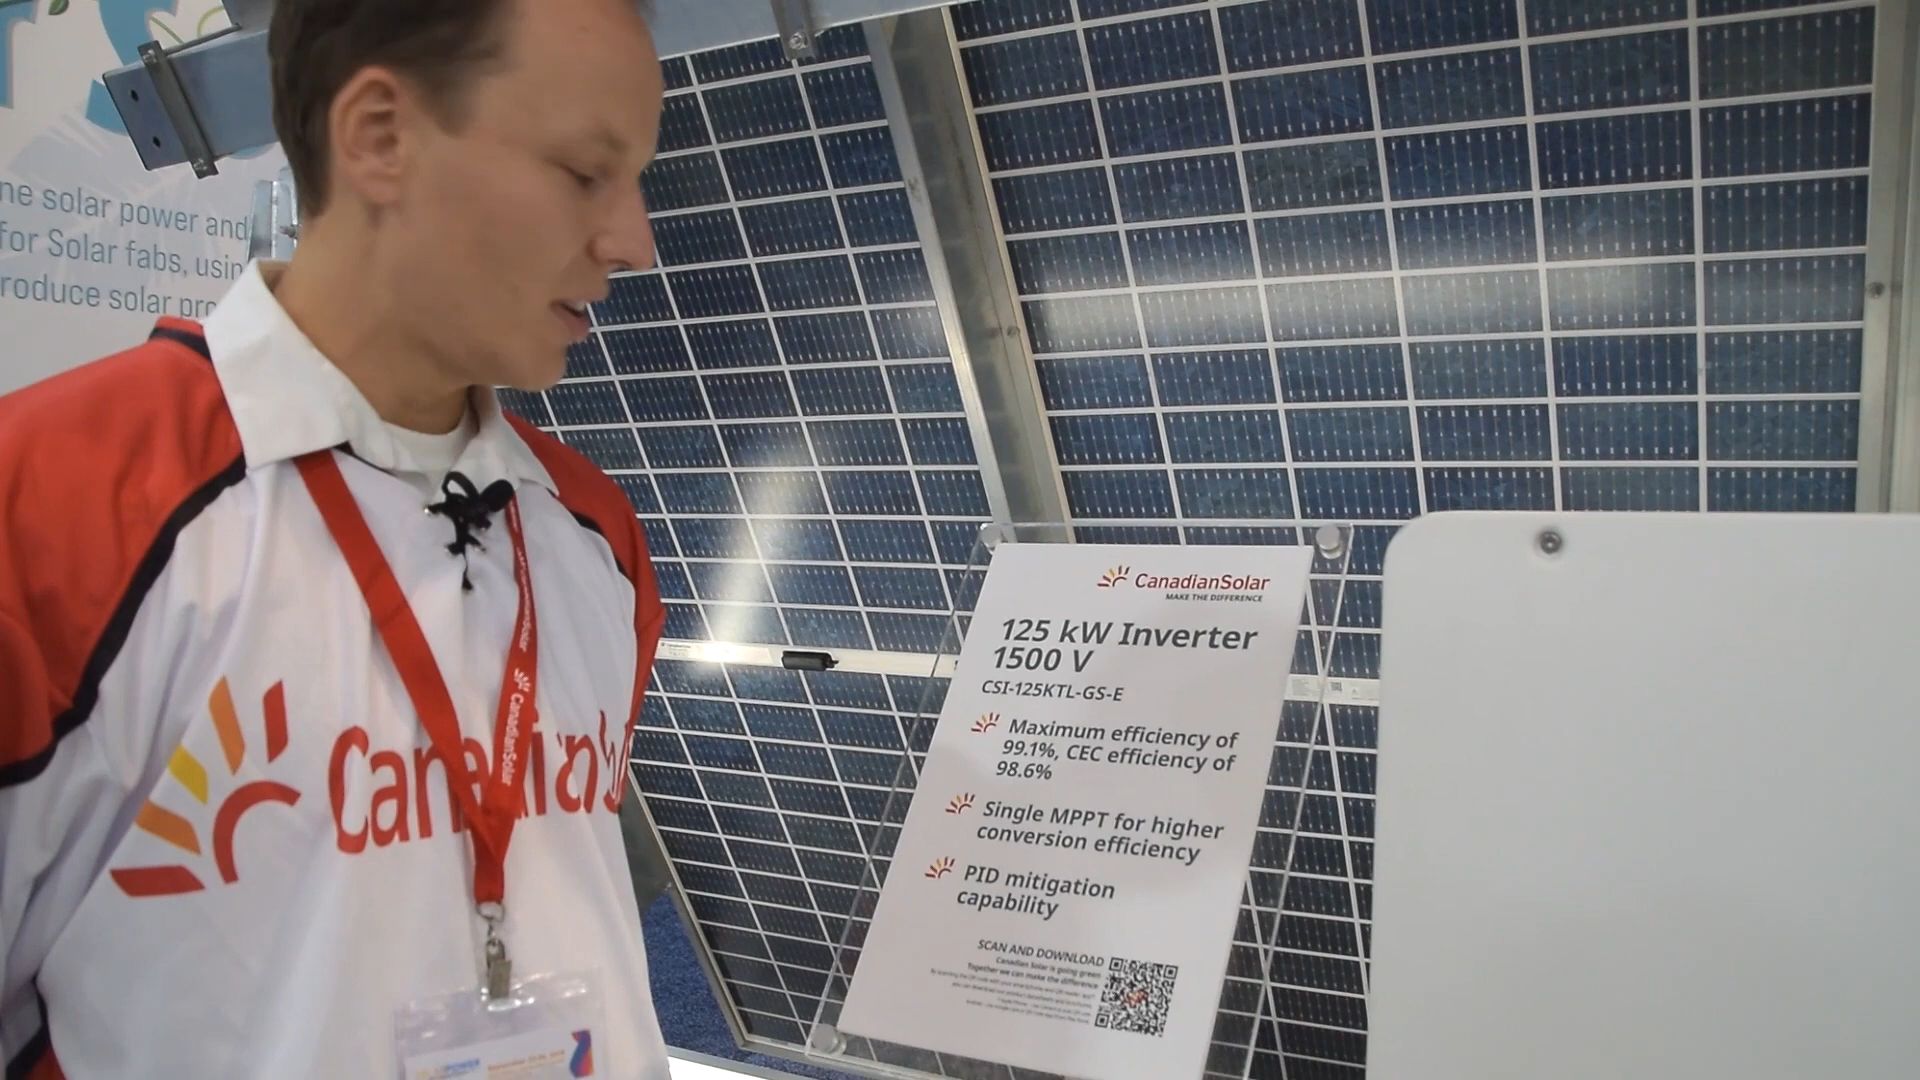 ne solar power and
for Solar fabs, usin
roduce solar pro
CanadianSolar
CanadianSolar
CanadianSolar
MAKE THE DIFFERENCE
125 kW Inverter
1500 V
CSI-125KTL-GS-E
Maximum efficiency of
99.1%, CEC efficiency of
98.6%
Single MPPT for higher
conversion efficiency
PID mitigation
capability
SCAN AND DOWNLOAD
Canadian Solar is going green
Together we can make the difference
POWER